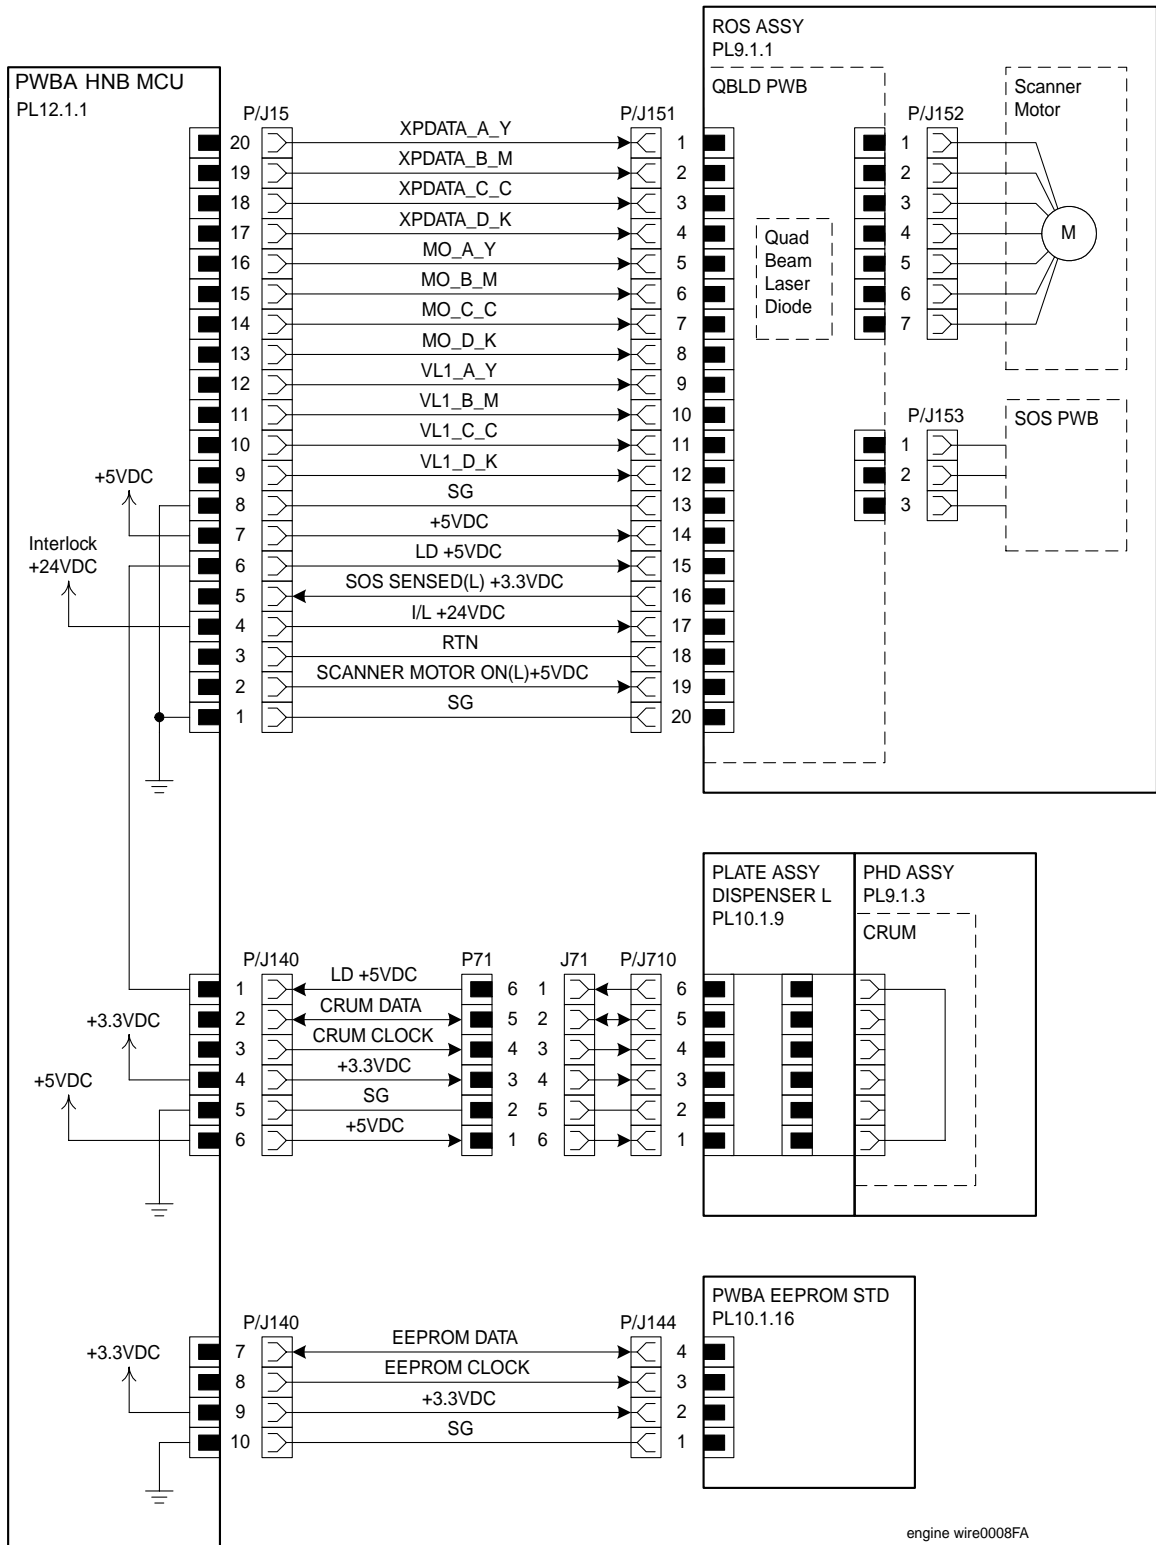 ROS ASSY
PL9.1.1
PWBA HNB MCU
PL12.1.1
QBLD PWB
Scanner
Motor
P/J15
P/J151
P/J152
20 XPDATA_A_Y 1
19 XPDATA_B_M 2
18 XPDATA_C_C 3
17 XPDATA_D_K 4
16 MO_A_Y 5
15 MO_B_M 6
14 MO_C_C 7
13 MO_D_K 8
12 VL1_A_Y 9
11 VL1_B_M 10
10 VL1_C_C 11
9 VL1_D_K 12
8 SG 13
7 +5VDC 14
6 LD +5VDC 15
5 SOS SENSED(L) +3.3VDC 16
4 I/L +24VDC 17
3 RTN 18
2 SCANNER MOTOR ON(L)+5VDC 19
1 SG 20
+5VDC
Interlock
+24VDC
Quad
Beam
Laser
Diode
1
2
3
4
5
6
7
M
P/J153
SOS PWB
1
2
3
PLATE ASSY
DISPENSER L
PL10.1.9
PHD ASSY
PL9.1.3
CRUM
P/J140
P71
J71
P/J710
1 LD +5VDC 6 1 6
2 CRUM DATA 5 2 5
3 CRUM CLOCK 4 3 4
4 +3.3VDC 3 4 3
5 SG 2 5 2
6 +5VDC 1 6 1
+3.3VDC
+5VDC
PWBA EEPROM STD
PL10.1.16
P/J140
P/J144
7 EEPROM DATA 4
8 EEPROM CLOCK 3
9 +3.3VDC 2
10 SG 1
+3.3VDC
engine wire0008FA